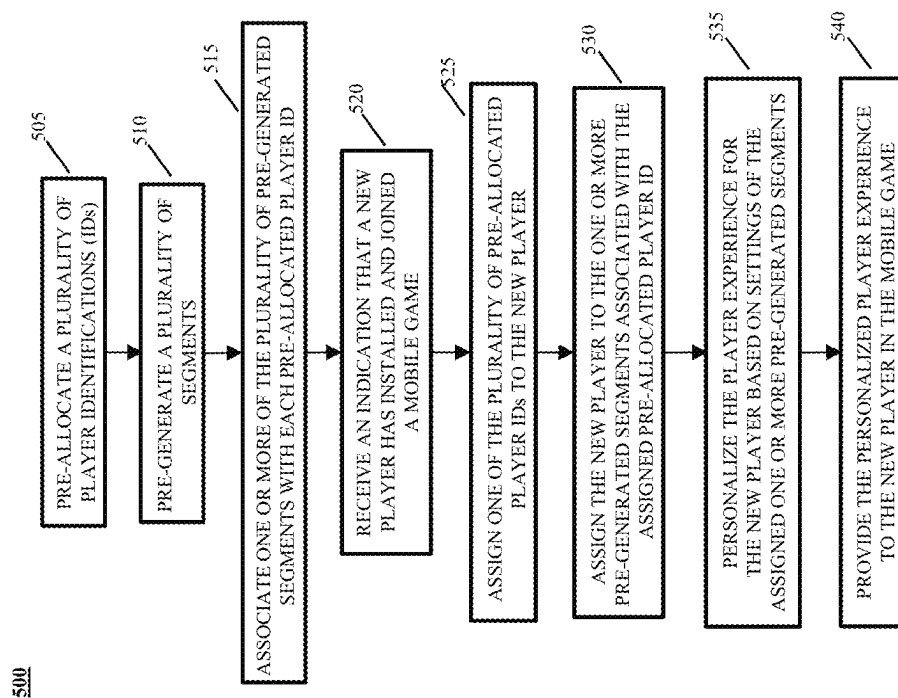 500
PRE-ALLOCATE A PLURALITY OF
PLAYER IDENTIFICATIONS (IDs)
505
PRE-GENERATE A PLURALITY OF
SEGMENTS
510
ASSOCIATE ONE OR MORE OF THE PLURALITY OF PRE-GENERATED
SEGMENTS WITH EACH PRE-ALLOCATED PLAYER ID
515
RECEIVE AN INDICATION THAT A NEW
PLAYER HAS INSTALLED AND JOINED
A MOBILE GAME
520
ASSIGN ONE OF THE PLURALITY OF PRE-ALLOCATED
PLAYER IDs TO THE NEW PLAYER
525
ASSIGN THE NEW PLAYER TO THE ONE OR MORE
PRE-GENERATED SEGMENTS ASSOCIATED WITH THE
ASSIGNED PRE-ALLOCATED PLAYER ID
530
PERSONALIZE THE PLAYER EXPERIENCE FOR
THE NEW PLAYER BASED ON SETTINGS OF THE
ASSIGNED ONE OR MORE PRE-GENERATED SEGMENTS
535
PROVIDE THE PERSONALIZED PLAYER EXPERIENCE
TO THE NEW PLAYER IN THE MOBILE GAME
540